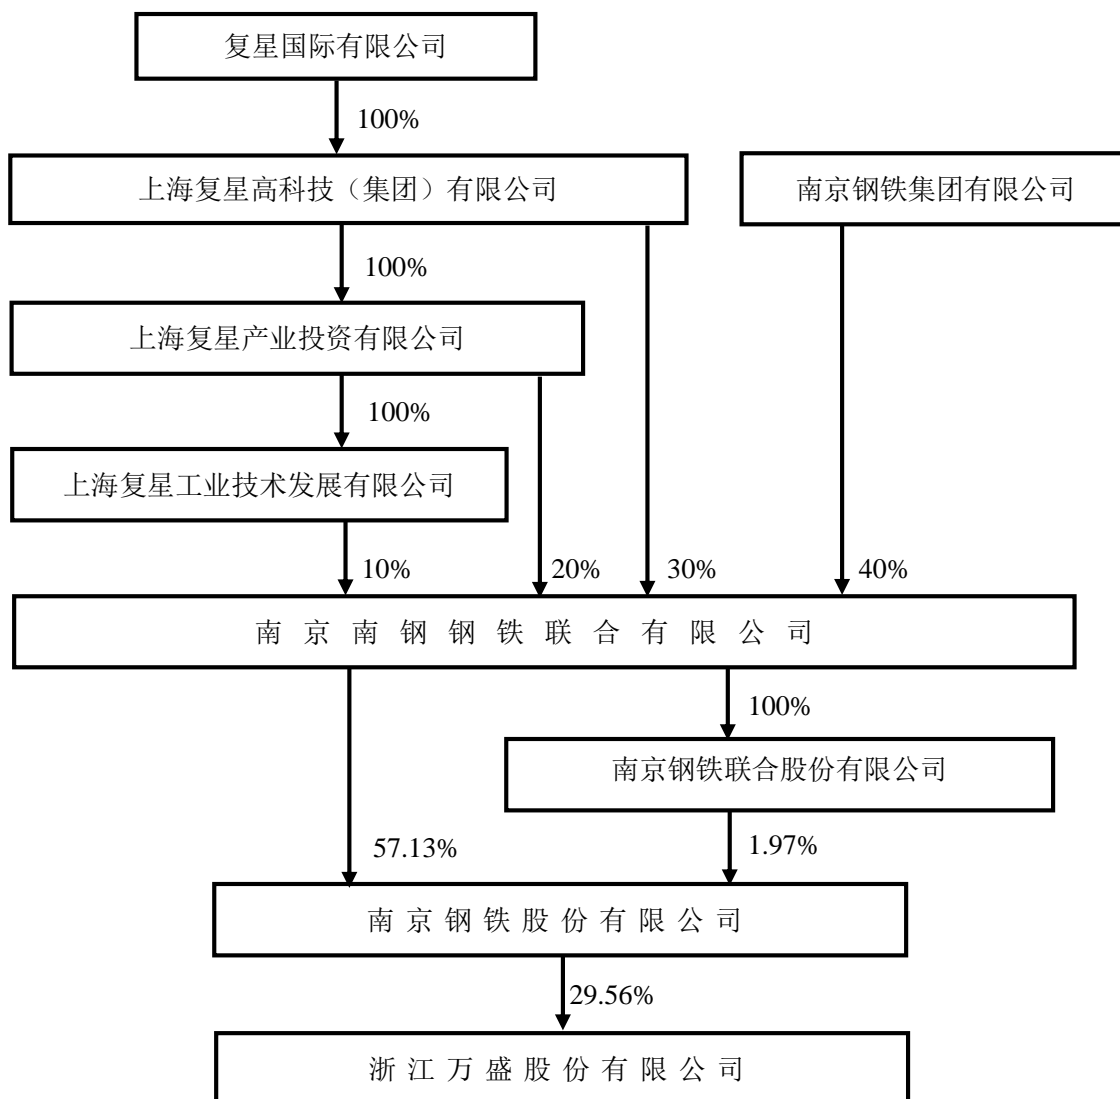 复星国际有限公司
100%
上海复星高科技（集团）有限公司
南京钢铁集团有限公司
100%
上海复星产业投资有限公司
100%
上海复星工业技术发展有限公司
10%
20%
30%
40%
南京南钢钢铁联合有限公司
100%
南京钢铁联合股份有限公司
57.13%
1.97%
南京钢铁股份有限公司
29.56%
浙江万盛股份有限公司